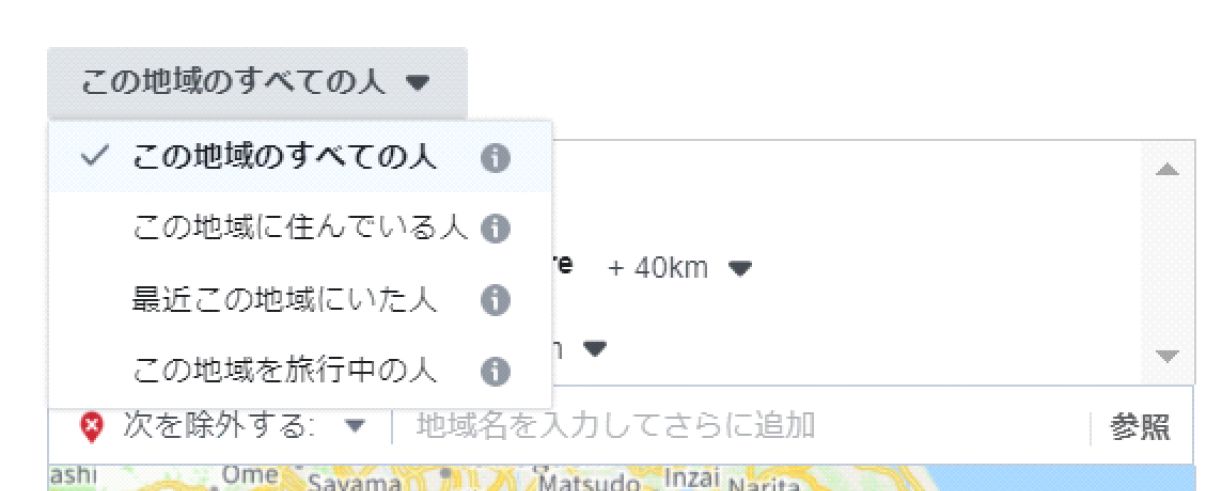 この地域のすべての人
この地域のすべての人
この地域に住んでいる人
re + 40km
最近この地域にいた人
この地域を旅行中の人
次を除外する: 地域名を入力してさらに追加 参照
ashi Ome Sayama Matsudo Inzai Narita